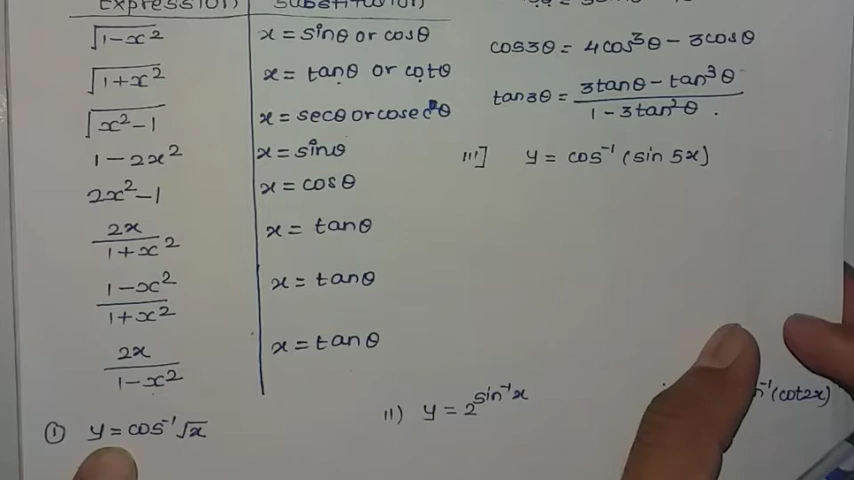 Expression Substitution
√1-x² x = sinθ or cosθ
√1+x² x = tanθ or cotθ
√x²-1 x = secθ or cosecθ
1-2x² x = sinθ
2x²-1 x = cosθ
2x/1+x² x = tanθ
1-x²/1+x² x = tanθ
2x/1-x² x = tanθ
① y = cos⁻¹√x
cos3θ = 4cos³θ - 3cosθ
tan3θ = 3tanθ - tan³θ/1-3tan²θ.
III] y = cos⁻¹(sin 5x)
II) y = 2^sin⁻¹x
(cot2x)